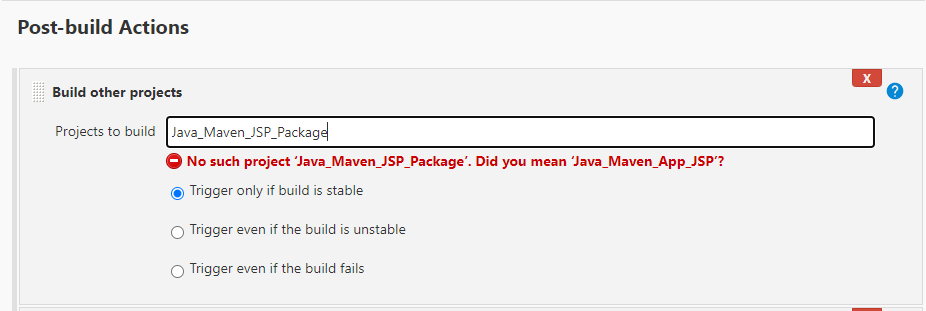 Post-build Actions
X
Build other projects
?
Projects to build
Java_Maven_JSP_Package
No such project ‘Java_Maven_JSP_Package’. Did you mean ‘Java_Maven_App_JSP’?
Trigger only if build is stable
Trigger even if the build is unstable
Trigger even if the build fails